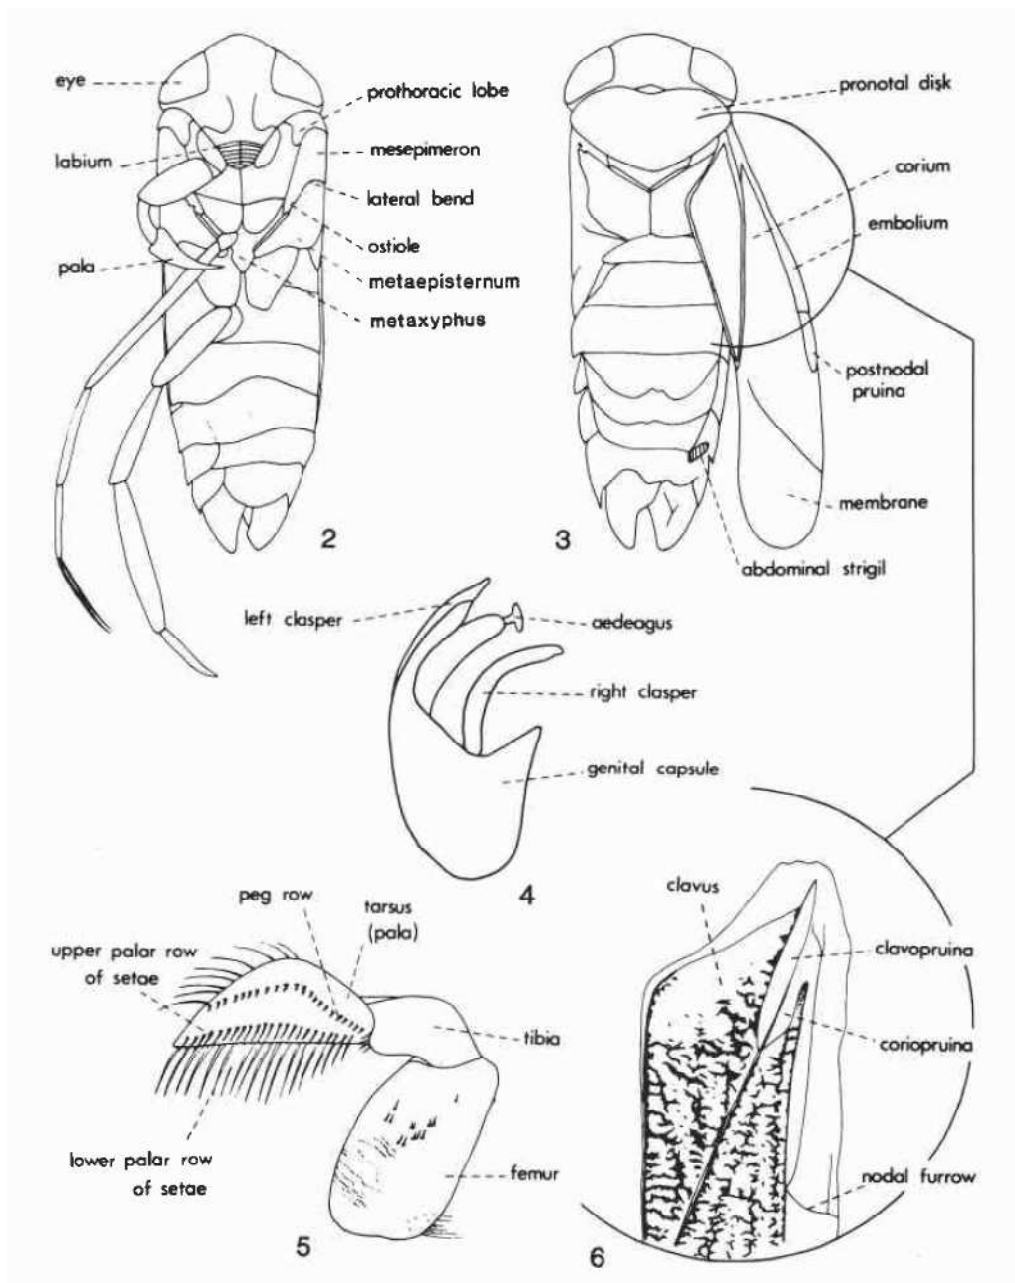 eye
labium
pala
prothoracic lobe
mesepimeron
lateral bend
ostiole
metaepisternum
metaxyphus
2
pronotal disk
corium
embolium
postnodal
pruina
membrane
abdominal strigil
3
left clasper
aedeagus
right clasper
genital capsule
4
peg row
tarsus
(pala)
upper palar row
of setae
tibia
lower palar row
of setae
femur
5
clavus
clavopruina
coriopruina
nodal furrow
6